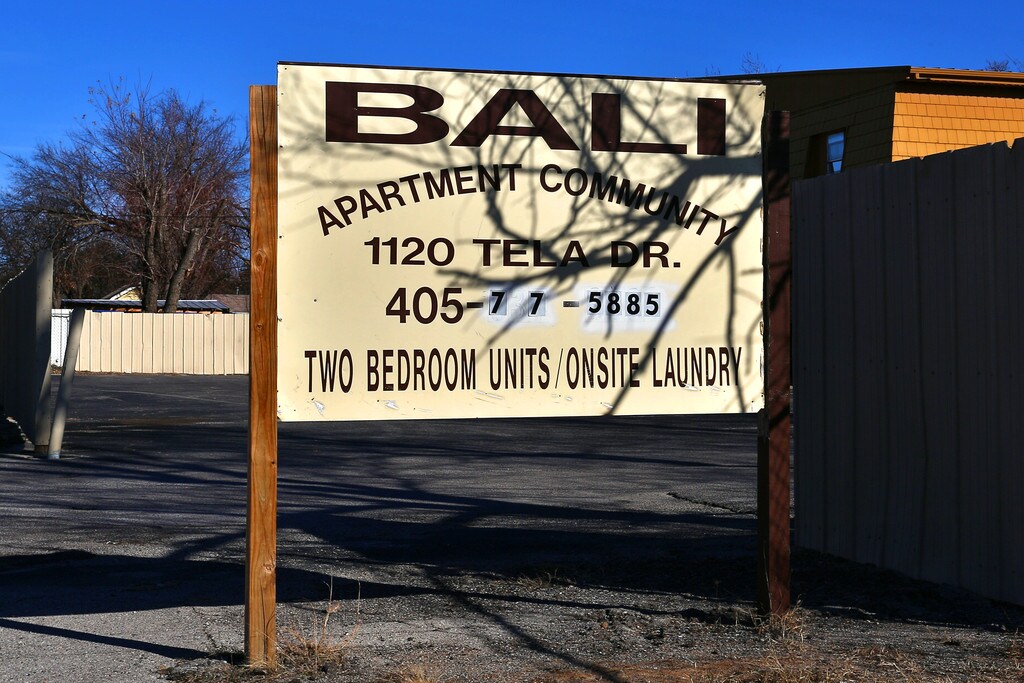 BALI
APARTMENT COMMUNITY
1120 TELA DR.
405-7 7 -5885
TWO BEDROOM UNITS/ONSITE LAUNDRY